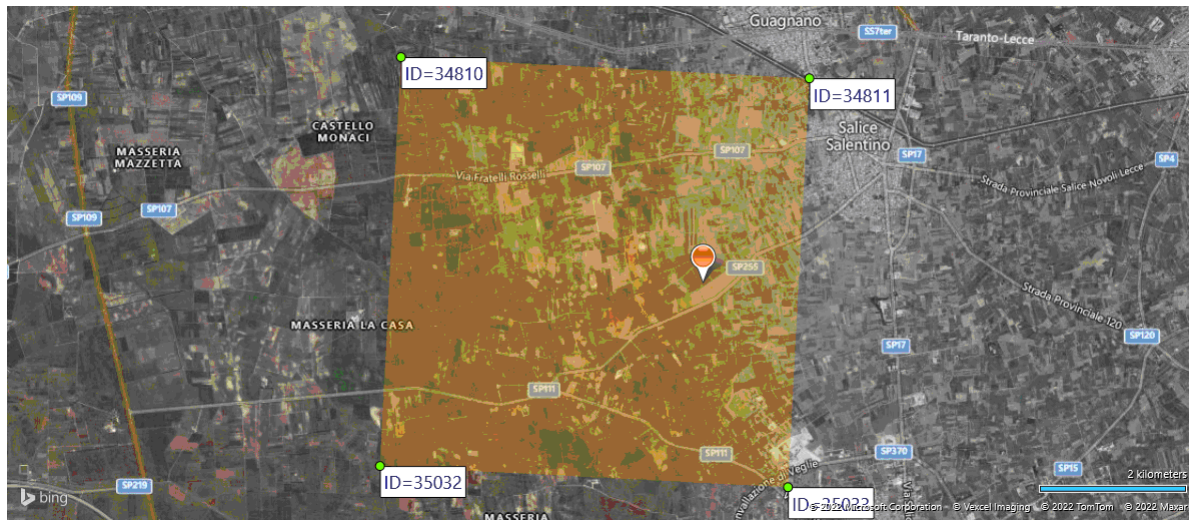 Guagnano
SS7ter
Taranto-Lecce
ID=34810
ID=34811
SP109
CASTELLO
MONACI
MASSERIA
MAZZETTA
Salice
Salentino
SP107
SP17
SP4
SP107
Via Fratelli Rosselli
Strada Provinciale Salice Novoli Lecce
SP107
SP109
SP255
Strada Provinciale 120
MASSERIA LA CASA
SP120
SP17
SP111
SP111
SP370
SP15
ID=35032
SP219
2 kilometers
bing
ID=35033
MASSERIA
© 2022 Microsoft Corporation © Vexcel Imaging © 2022 TomTom © 2022 Maxar